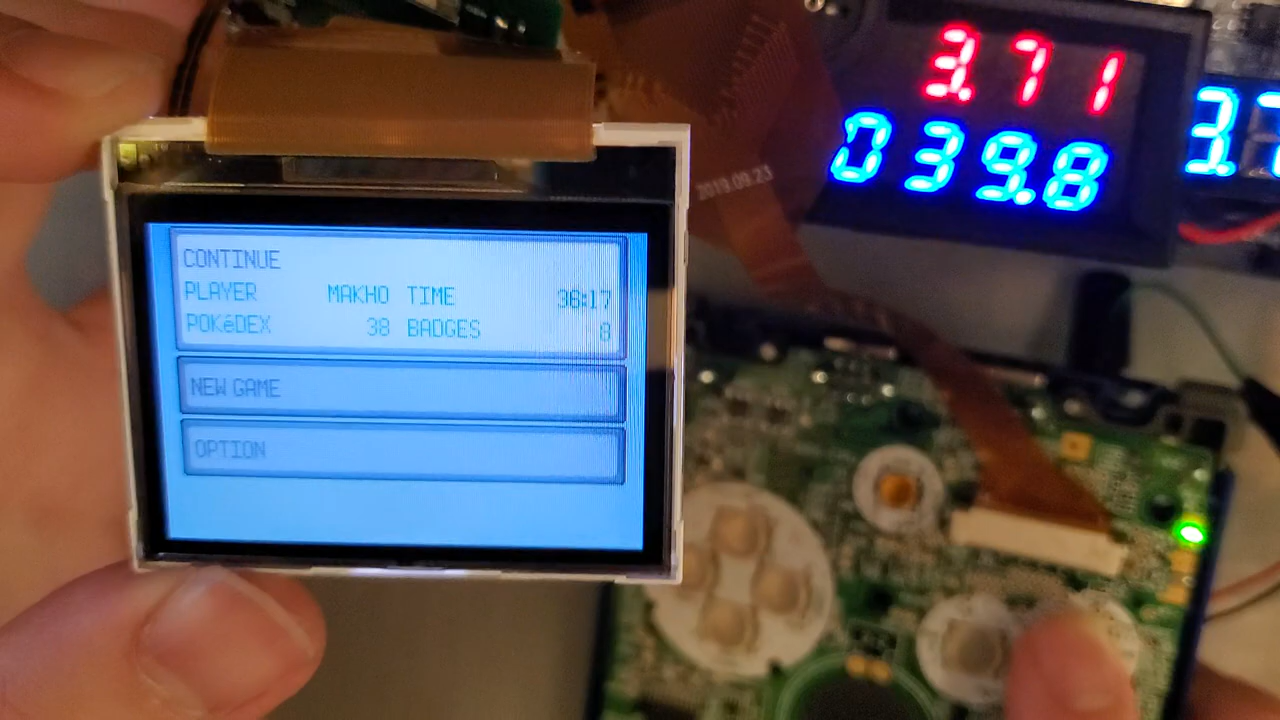 3.71
039.8
2019.09.23
CONTINUE
PLAYER MAKHO TIME 36:17
POKéDEX 38 BADGES 8
NEW GAME
OPTION